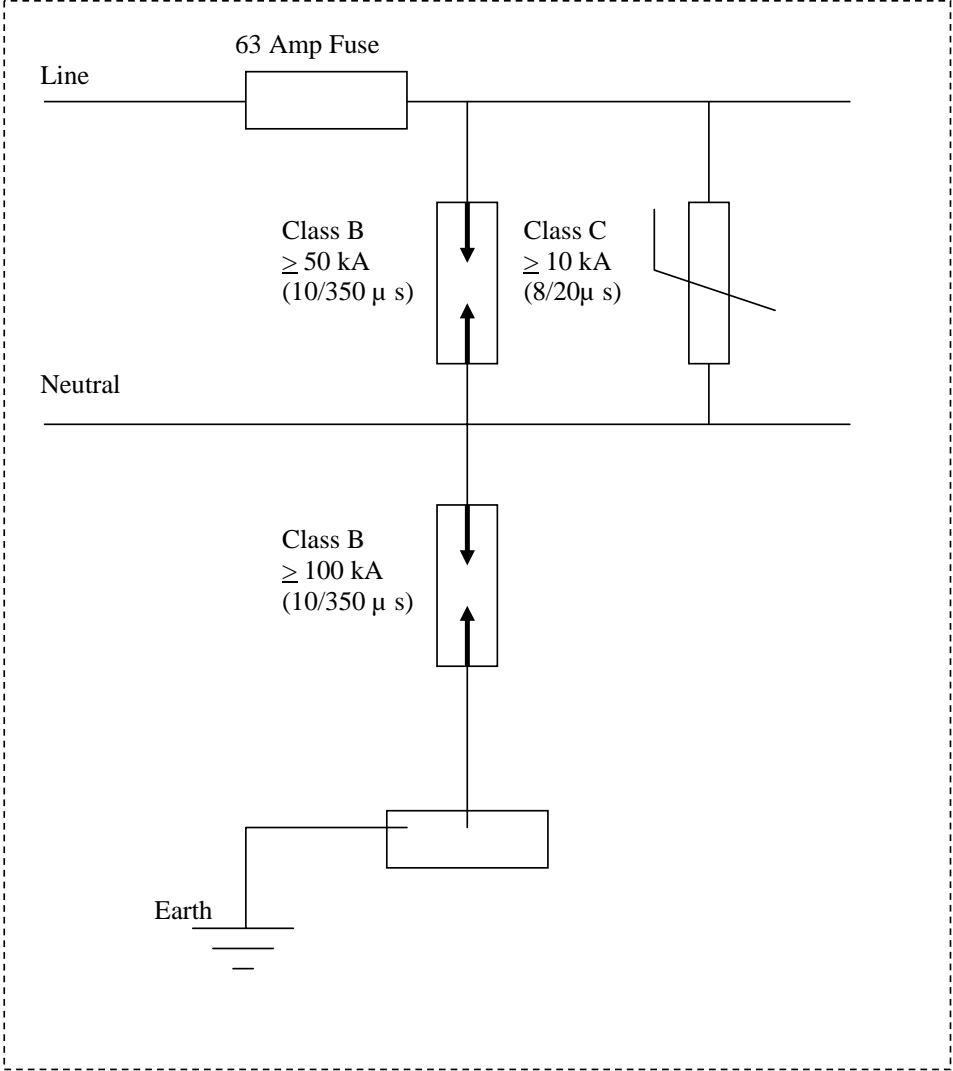 63 Amp Fuse
Line
Class B
≥ 50 kA
(10/350 µ s)
Class C
≥ 10 kA
(8/20µ s)
Neutral
Class B
≥ 100 kA
(10/350 µ s)
Earth